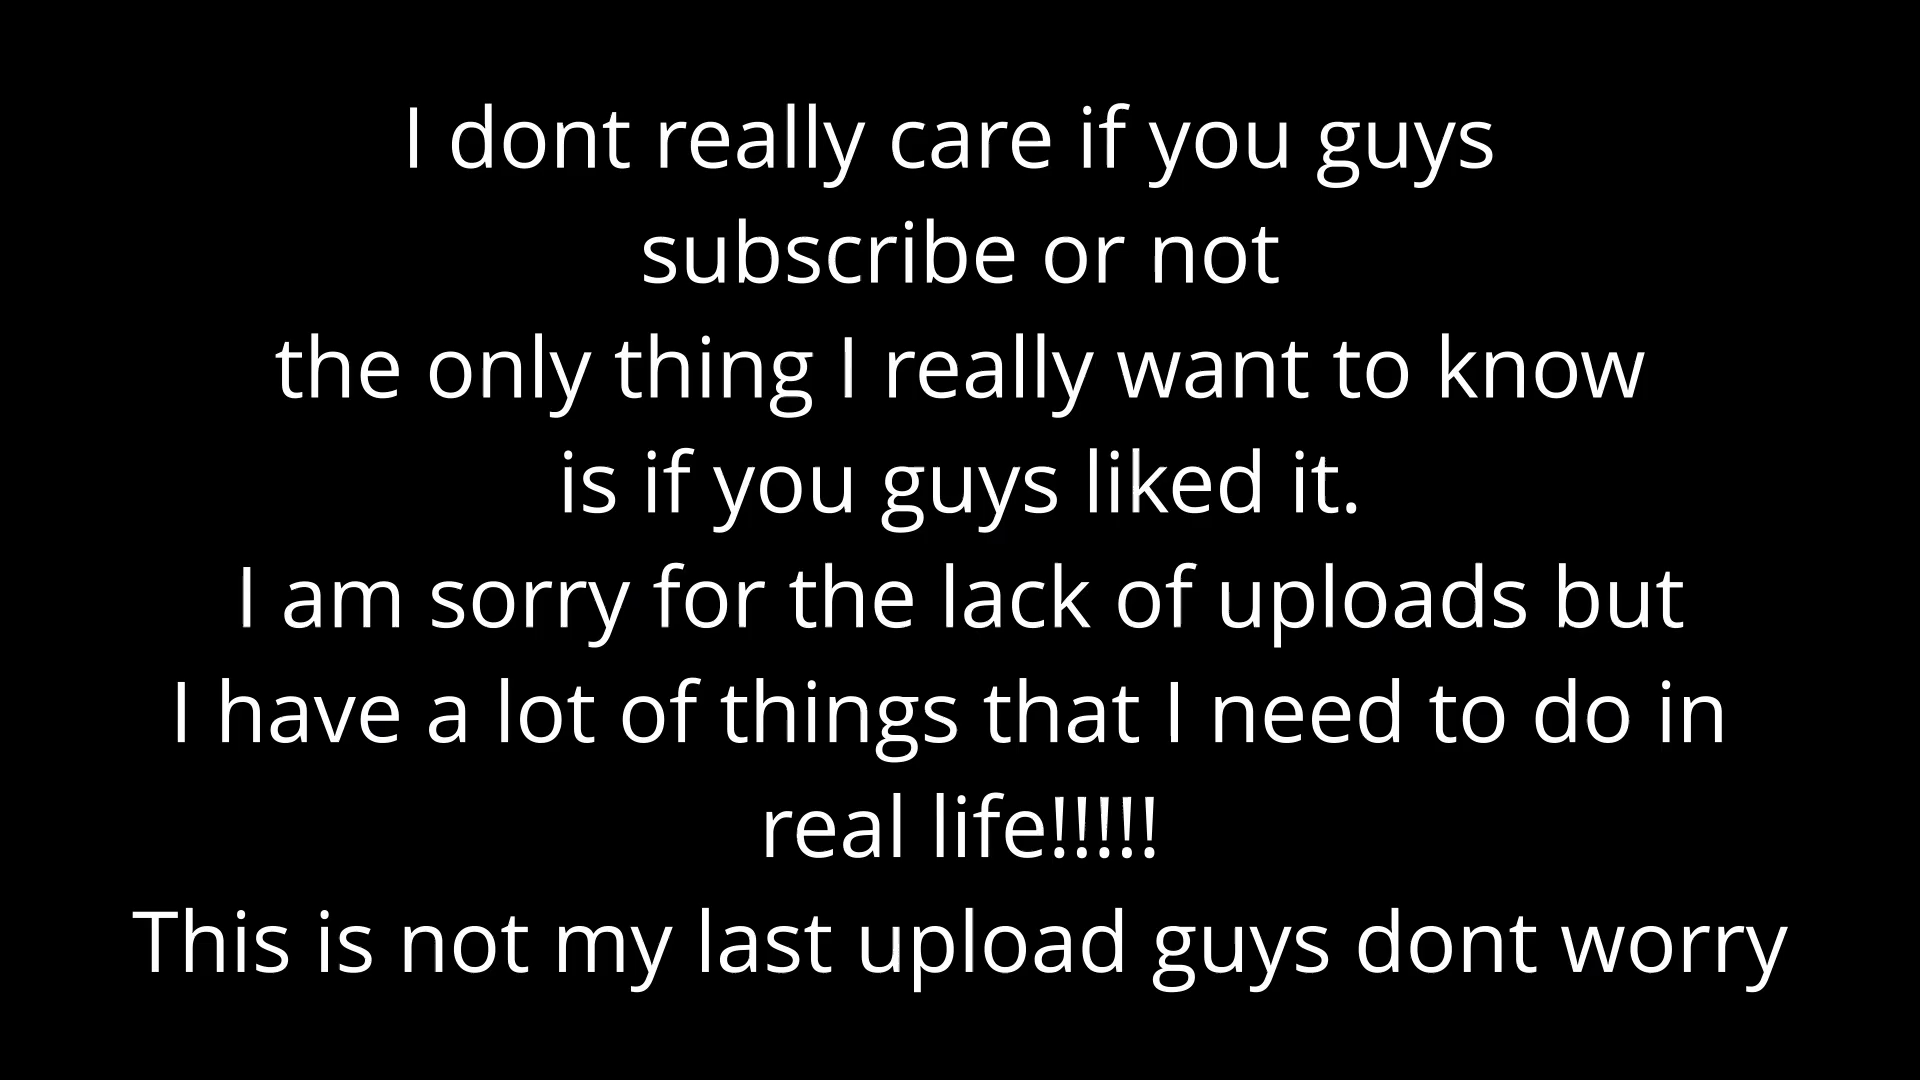 I dont really care if you guys
subscribe or not
the only thing I really want to know
is if you guys liked it.
I am sorry for the lack of uploads but
I have a lot of things that I need to do in
real life!!!!!
This is not my last upload guys dont worry